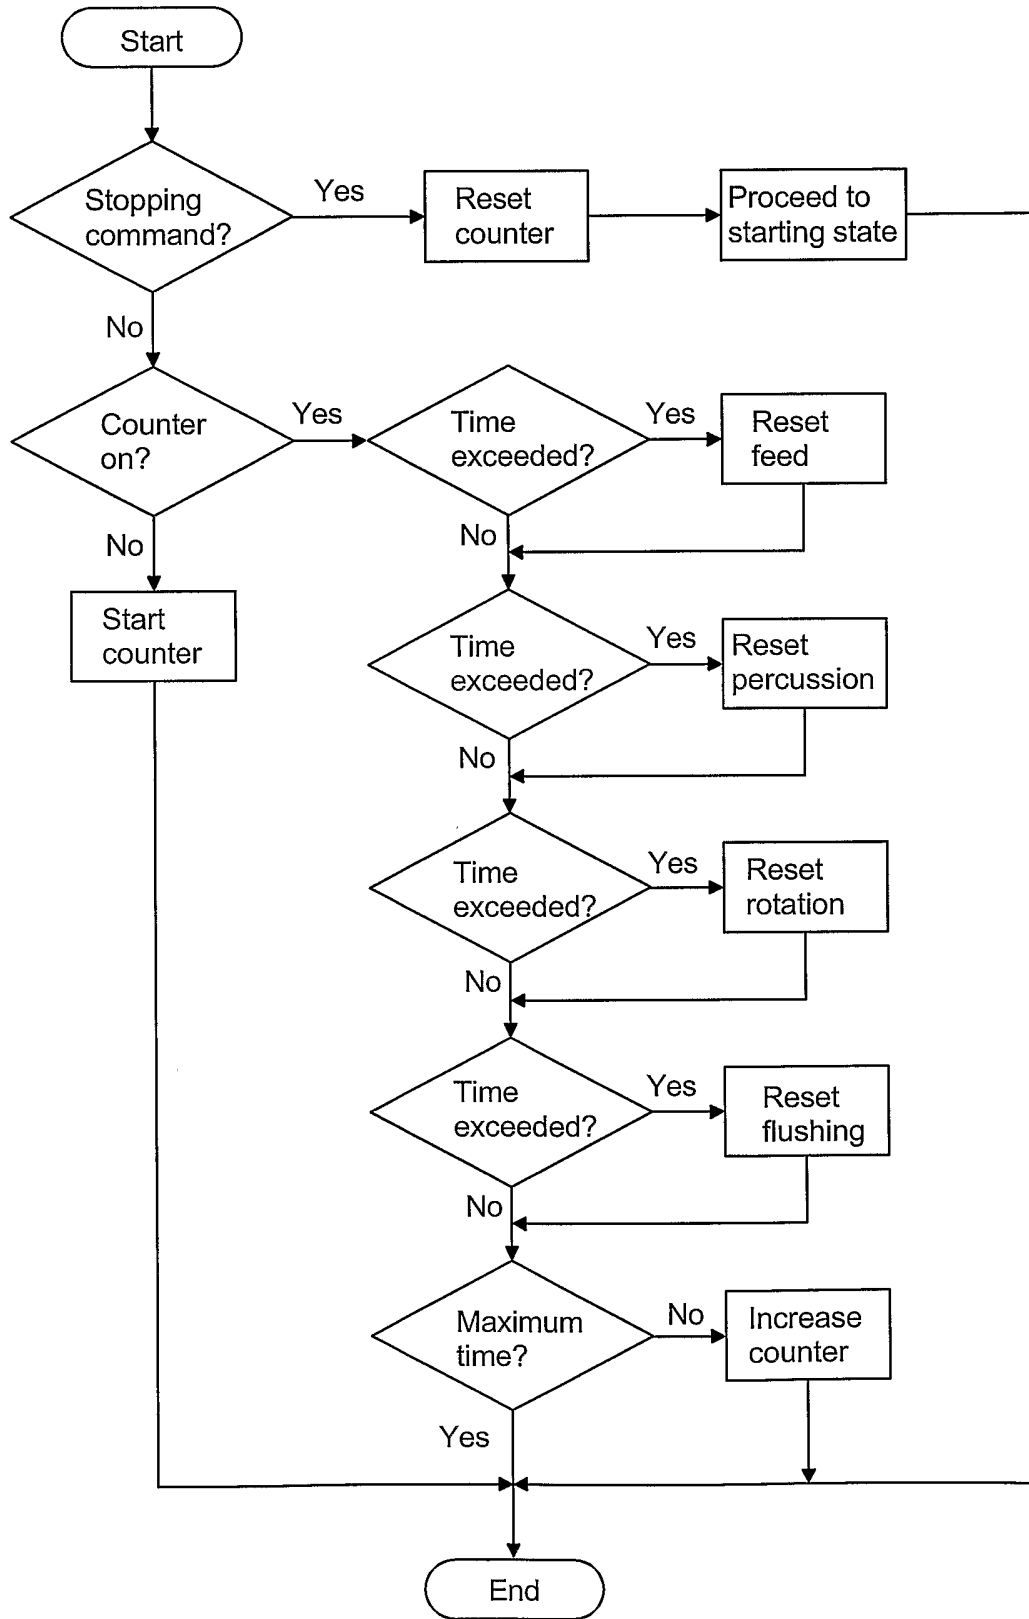 Start
Stopping
command?
Yes
Reset
counter
Proceed to
starting state
No
Counter
on?
Yes
Time
exceeded?
Yes
Reset
feed
No
Start
counter
No
Time
exceeded?
Yes
Reset
percussion
No
Time
exceeded?
Yes
Reset
rotation
No
Time
exceeded?
Yes
Reset
flushing
No
Maximum
time?
No
Increase
counter
Yes
End